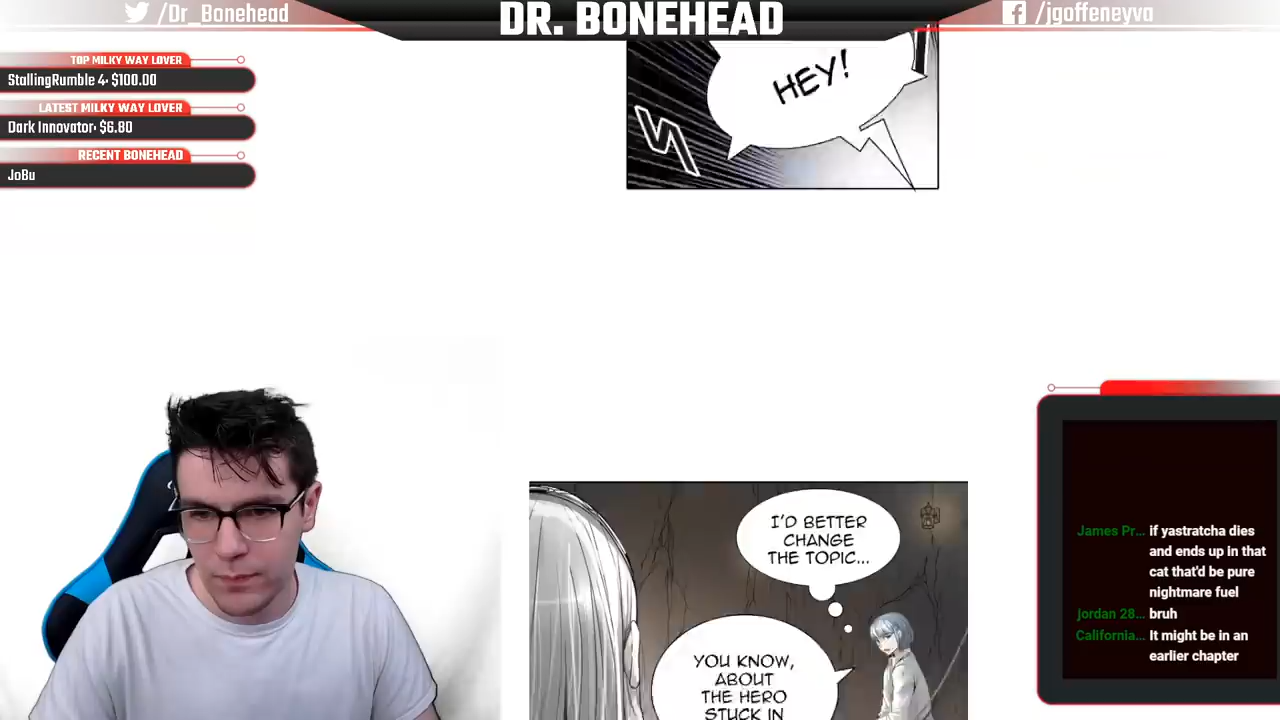 /Dr_Bonehead
DR. BONEHEAD
/jgoffeneyva
TOP MILKY WAY LOVER
StallingRumble 4: $100.00
LATEST MILKY WAY LOVER
Dark Innovator: $6.80
RECENT BONEHEAD
JoBu
HEY!
I'D BETTER
CHANGE
THE TOPIC...
YOU KNOW,
ABOUT
THE HERO
STUCK IN
James Pr... if yastratcha dies
and ends up in that
cat that'd be pure
nightmare fuel
jordan 28... bruh
California... It might be in an
earlier chapter